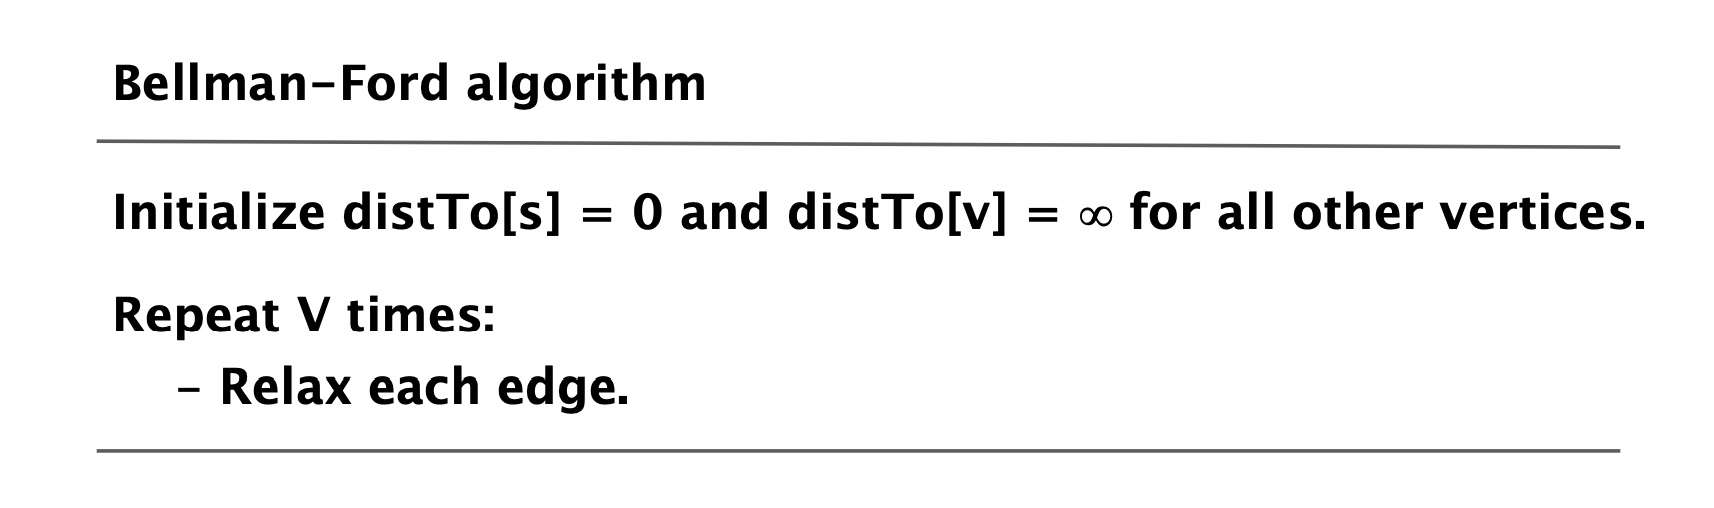 Bellman–Ford algorithm
Initialize distTo[s] = 0 and distTo[v] = ∞ for all other vertices.
Repeat V times:
– Relax each edge.